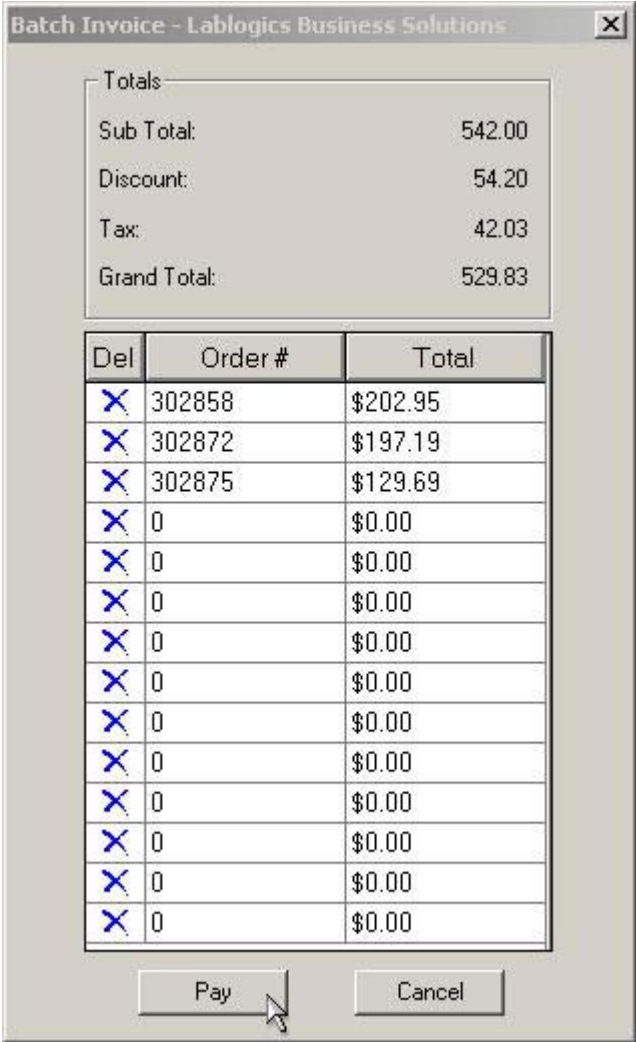 Batch Invoice - Lablogics Business Solutions
Totals
Sub Total: 542.00
Discount: 54.20
Tax: 42.03
Grand Total: 529.83
Del Order # Total
302858 $202.95
302872 $197.19
302875 $129.69
0 $0.00
0 $0.00
0 $0.00
0 $0.00
0 $0.00
0 $0.00
0 $0.00
0 $0.00
0 $0.00
0 $0.00
0 $0.00
Pay Cancel